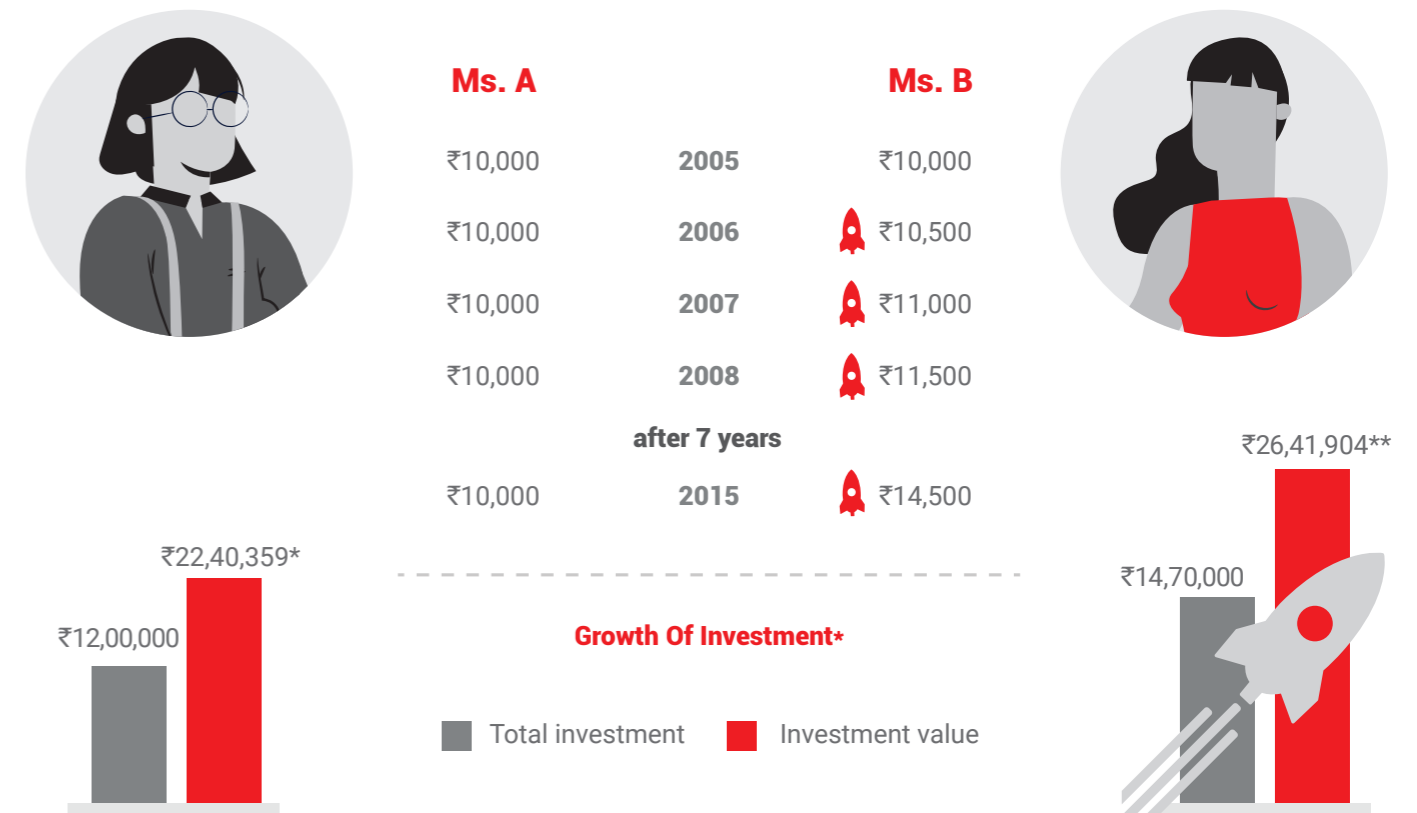 Ms. A Ms. B
₹10,000 2005 ₹10,000
₹10,000 2006 ₹10,500
₹10,000 2007 ₹11,000
₹10,000 2008 ₹11,500
after 7 years
₹10,000 2015 ₹14,500
₹26,41,904**
₹22,40,359*
₹14,70,000
₹12,00,000
Growth Of Investment*
Total investment Investment value